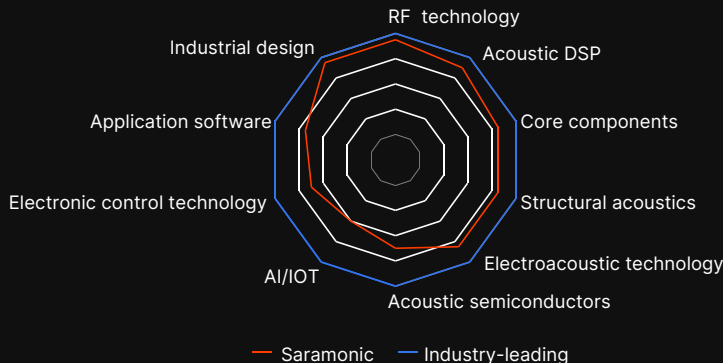 RF technology
Industrial design
Acoustic DSP
Application software
Core components
Electronic control technology
Structural acoustics
AI/IOT
Electroacoustic technology
Acoustic semiconductors
Saramonic
Industry-leading